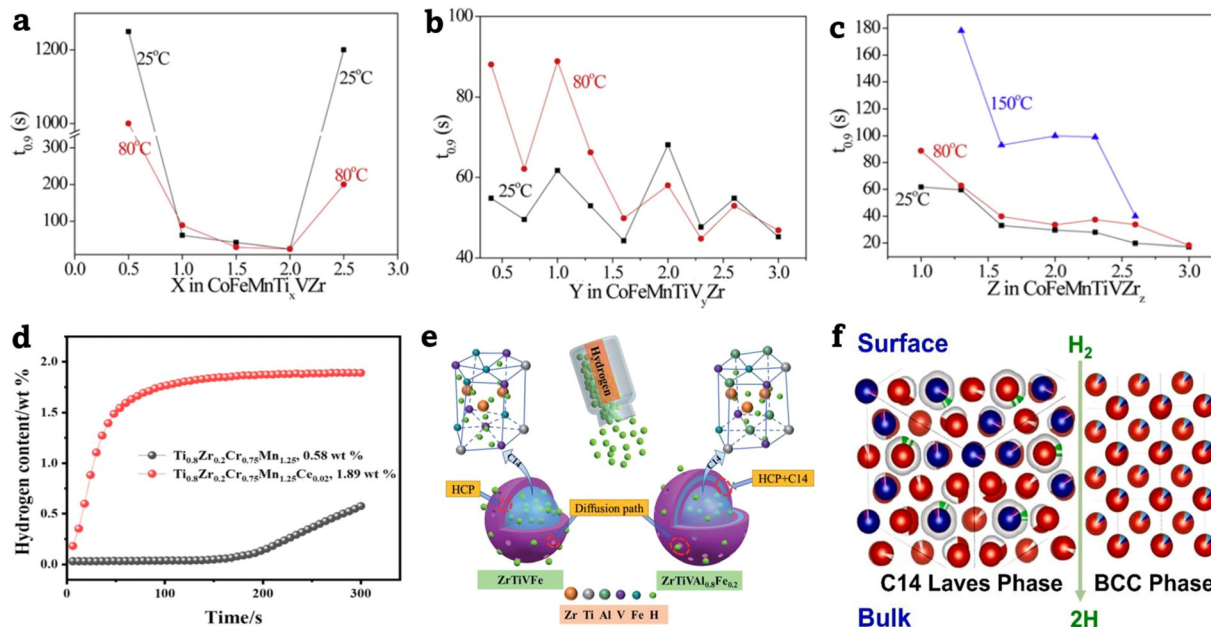 a
1200
25°C
25°C
1000
80°C
80°C
300
200
100
t0.9 (s)
0.0 0.5 1.0 1.5 2.0 2.5 3.0
X in CoFeMnTixVZr
b
100
80
60
40
t0.9 (s)
80°C
25°C
0.5 1.0 1.5 2.0 2.5 3.0
Y in CoFeMnTiVyZr
c
180
160
140
120
100
80
60
40
20
t0.9 (s)
150°C
80°C
25°C
1.0 1.5 2.0 2.5 3.0
Z in CoFeMnTiVZrz
d
2.0
1.5
1.0
0.5
0.0
Hydrogen content/wt %
Ti0.8Zr0.2Cr0.75Mn1.25, 0.58 wt %
Ti0.8Zr0.2Cr0.75Mn1.25Ce0.02, 1.89 wt %
0 100 200 300
Time/s
e
Hydrogen
C14
C14
HCP
HCP+C14
Diffusion path
ZrTiVFe
ZrTiVAl0.8Fe0.2
Zr Ti Al V Fe H
f
Surface
H2
C14 Laves Phase
BCC Phase
Bulk
2H